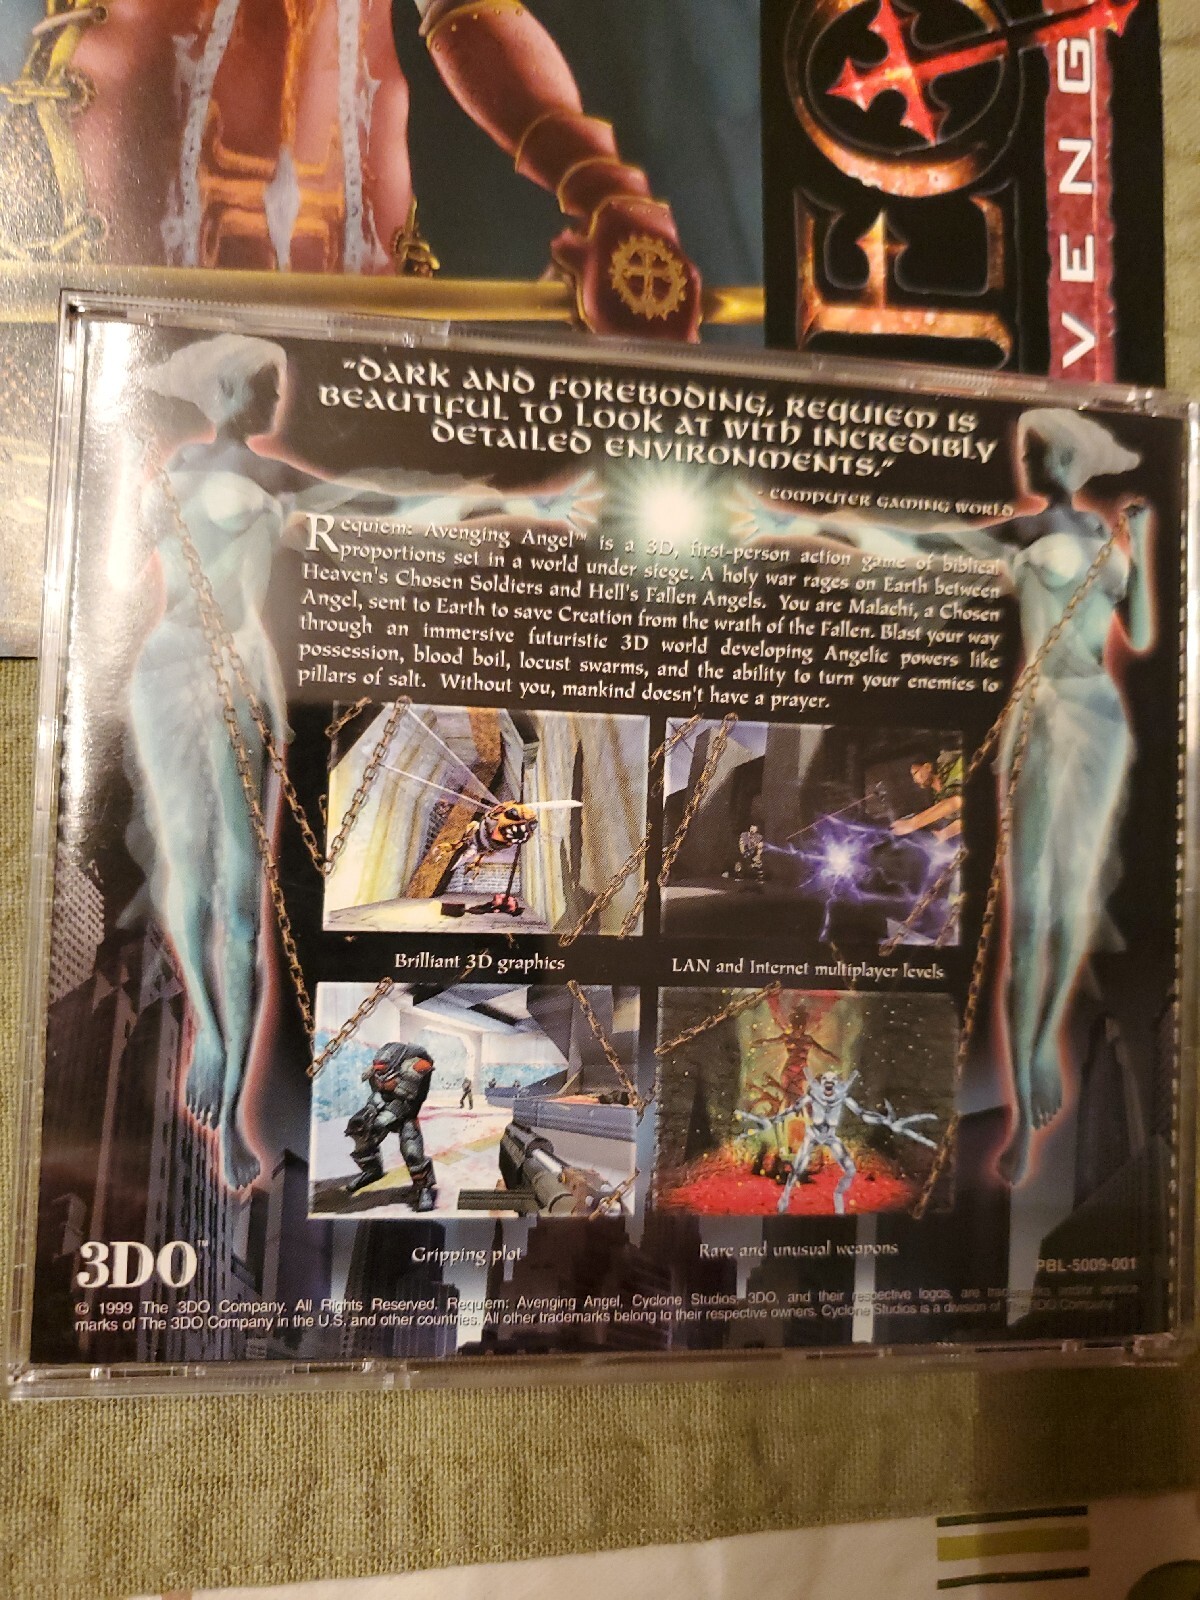 EQ
VENG
"DARK AND FOREBODING, REQUIEM IS
BEAUTIFUL TO LOOK AT WITH INCREDIBLY
DETAILED ENVIRONMENTS."
- COMPUTER GAMING WORLD
Requiem: Avenging Angel™ is a 3D, first-person action game of biblical
proportions set in a world under siege. A holy war rages on Earth between
Heaven's Chosen Soldiers and Hell's Fallen Angels. You are Malachi, a Chosen
Angel, sent to Earth to save Creation from the wrath of the Fallen. Blast your way
through an immersive futuristic 3D world developing Angelic powers like
possession, blood boil, locust swarms, and the ability to turn your enemies to
pillars of salt. Without you, mankind doesn't have a prayer.
Brilliant 3D graphics
LAN and Internet multiplayer levels
Gripping plot
Rare and unusual weapons
3DO™
PBL-5009-001
© 1999 The 3DO Company. All Rights Reserved. Requiem: Avenging Angel, Cyclone Studios, 3DO, and their respective logos, are trademarks and/or service
marks of The 3DO Company in the U.S. and other countries. All other trademarks belong to their respective owners. Cyclone Studios is a division of The 3DO Company.